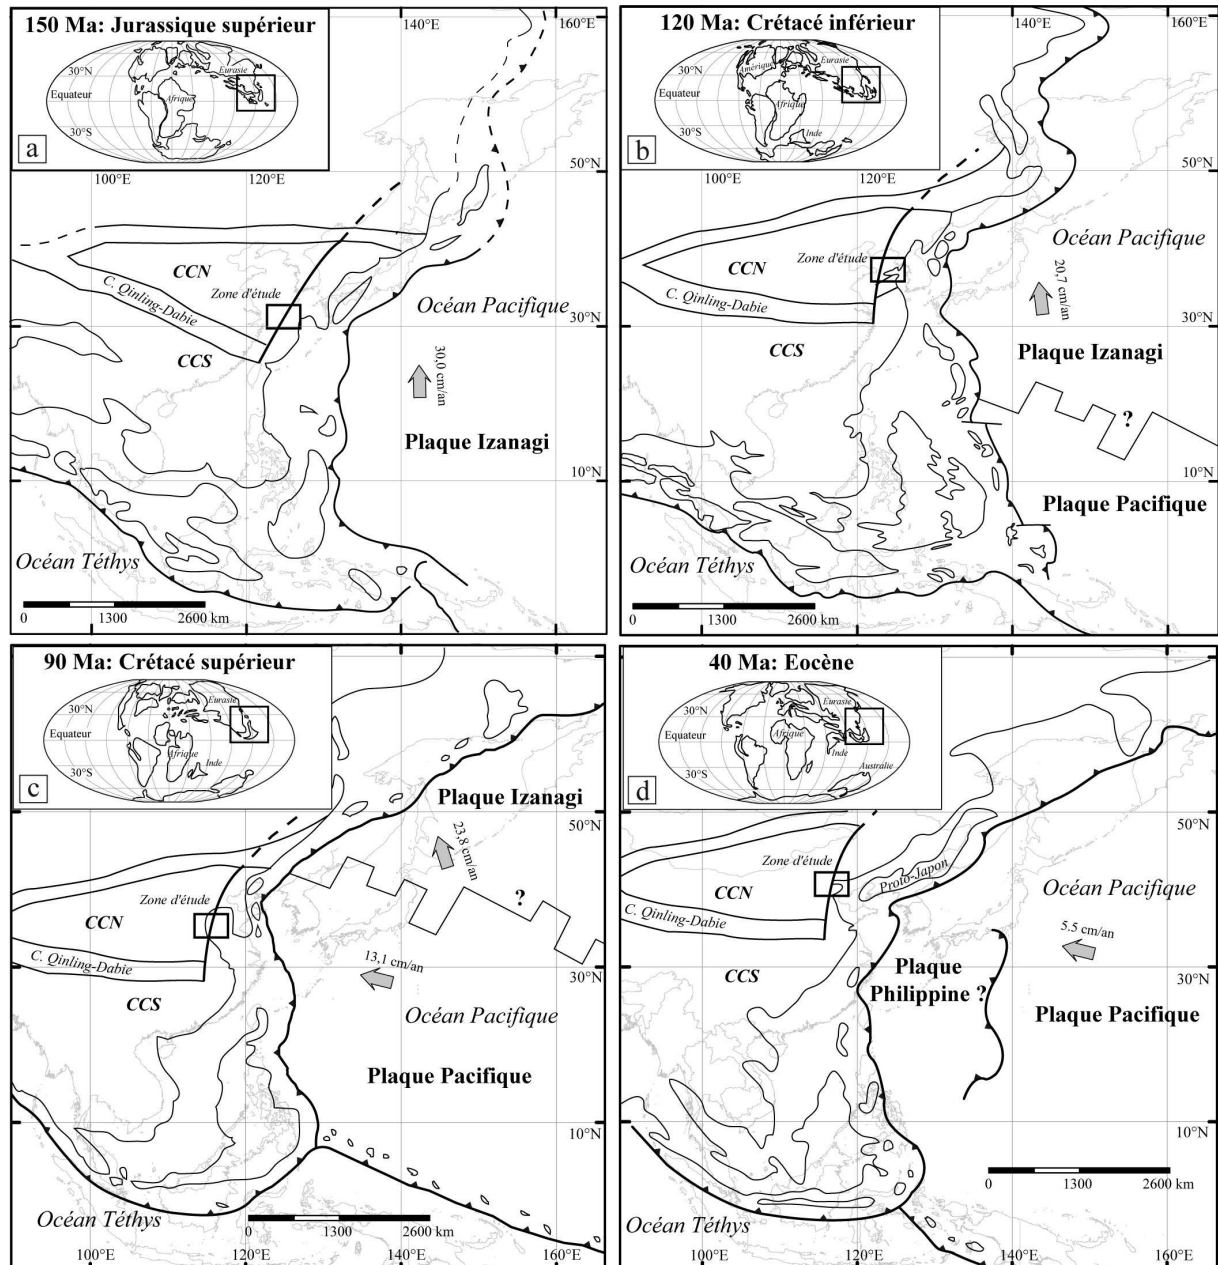 150 Ma: Jurassique supérieur
30°N
Eurasie
Equateur
Afrique
30°S
a
160°E
140°E
50°N
100°E
120°E
CCN
C. Qinling-Dabie
Zone d'étude
Océan Pacifique
30°N
CCS
30,0 cm/an
Plaque Izanagi
10°N
Océan Téthys
0 1300 2600 km
120 Ma: Crétacé inférieur
30°N
Amérique
Eurasie
Equateur
Afrique
30°S
Inde
b
140°E
160°E
50°N
100°E
120°E
Océan Pacifique
Zone d'étude
CCN
C. Qinling-Dabie
20,7 cm/an
30°N
CCS
Plaque Izanagi
?
10°N
Plaque Pacifique
Océan Téthys
0 1300 2600 km
90 Ma: Crétacé supérieur
30°N
Eurasie
Equateur
Afrique
Inde
30°S
c
Plaque Izanagi
50°N
23,8 cm/an
Zone d'étude
?
CCN
C. Qinling-Dabie
13,1 cm/an
30°N
CCS
Océan Pacifique
Plaque Pacifique
10°N
Océan Téthys
0 1300 2600 km
100°E
120°E
140°E
160°E
40 Ma: Eocène
30°N
Eurasie
Equateur
Afrique
Inde
30°S
Australie
d
50°N
Zone d'étude
Proto-Japon
Océan Pacifique
CCN
C. Qinling-Dabie
5.5 cm/an
CCS
30°N
Plaque
Philippine ?
Plaque Pacifique
10°N
0 1300 2600 km
Océan Téthys
100°E
120°E
140°E
160°E